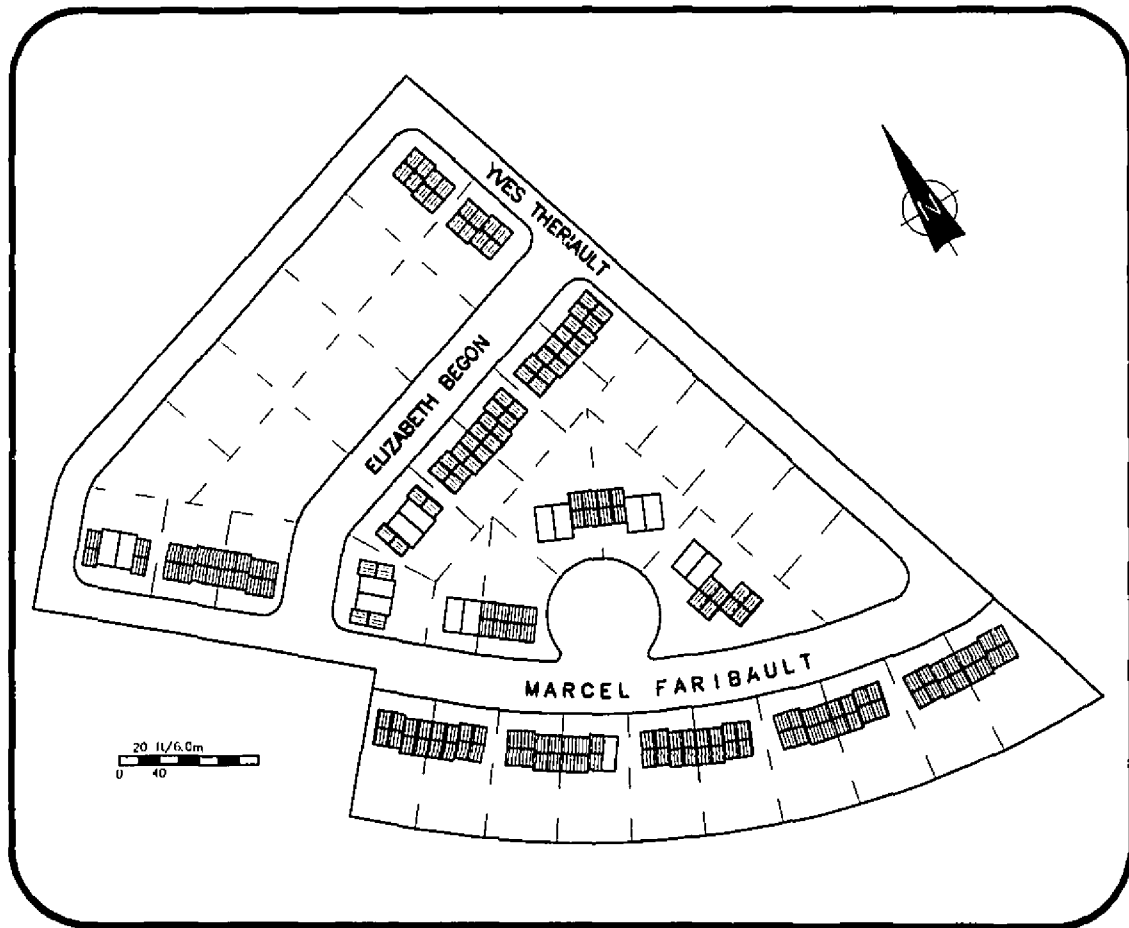 YVES THERIAULT
N
ELIZABETH BEGON
MARCEL FARIBAULT
20 ft/6.0m
0 40